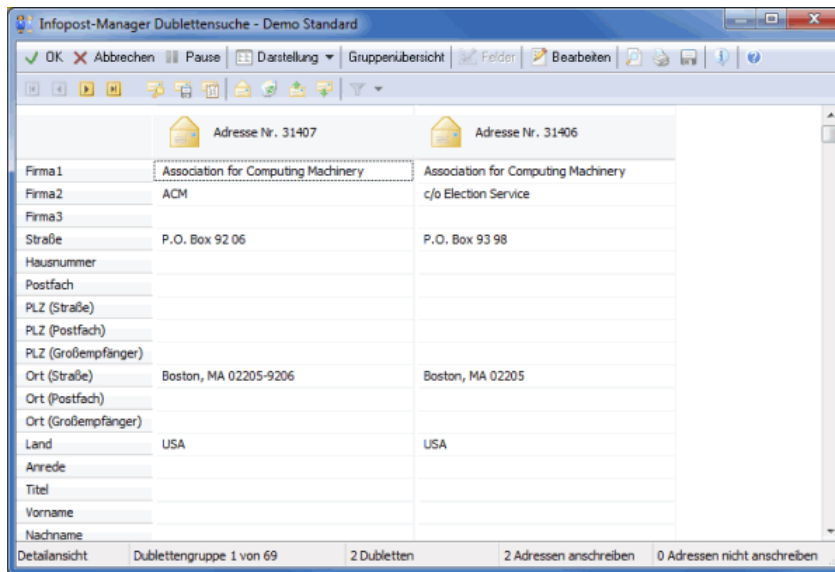 Infopost-Manager Dublettensuche - Demo Standard
OK Abbrechen Pause Darstellung Gruppenübersicht Felder Bearbeiten
Adresse Nr. 31407 Adresse Nr. 31406
Firma1 Association for Computing Machinery Association for Computing Machinery
Firma2 ACM c/o Election Service
Firma3
Straße P.O. Box 92 06 P.O. Box 93 98
Hausnummer
Postfach
PLZ (Straße)
PLZ (Postfach)
PLZ (Großempfänger)
Ort (Straße) Boston, MA 02205-9206 Boston, MA 02205
Ort (Postfach)
Ort (Großempfänger)
Land USA USA
Anrede
Titel
Vorname
Nachname
Detailansicht Dublettengruppe 1 von 69 2 Dubletten 2 Adressen anschreiben 0 Adressen nicht anschreiben